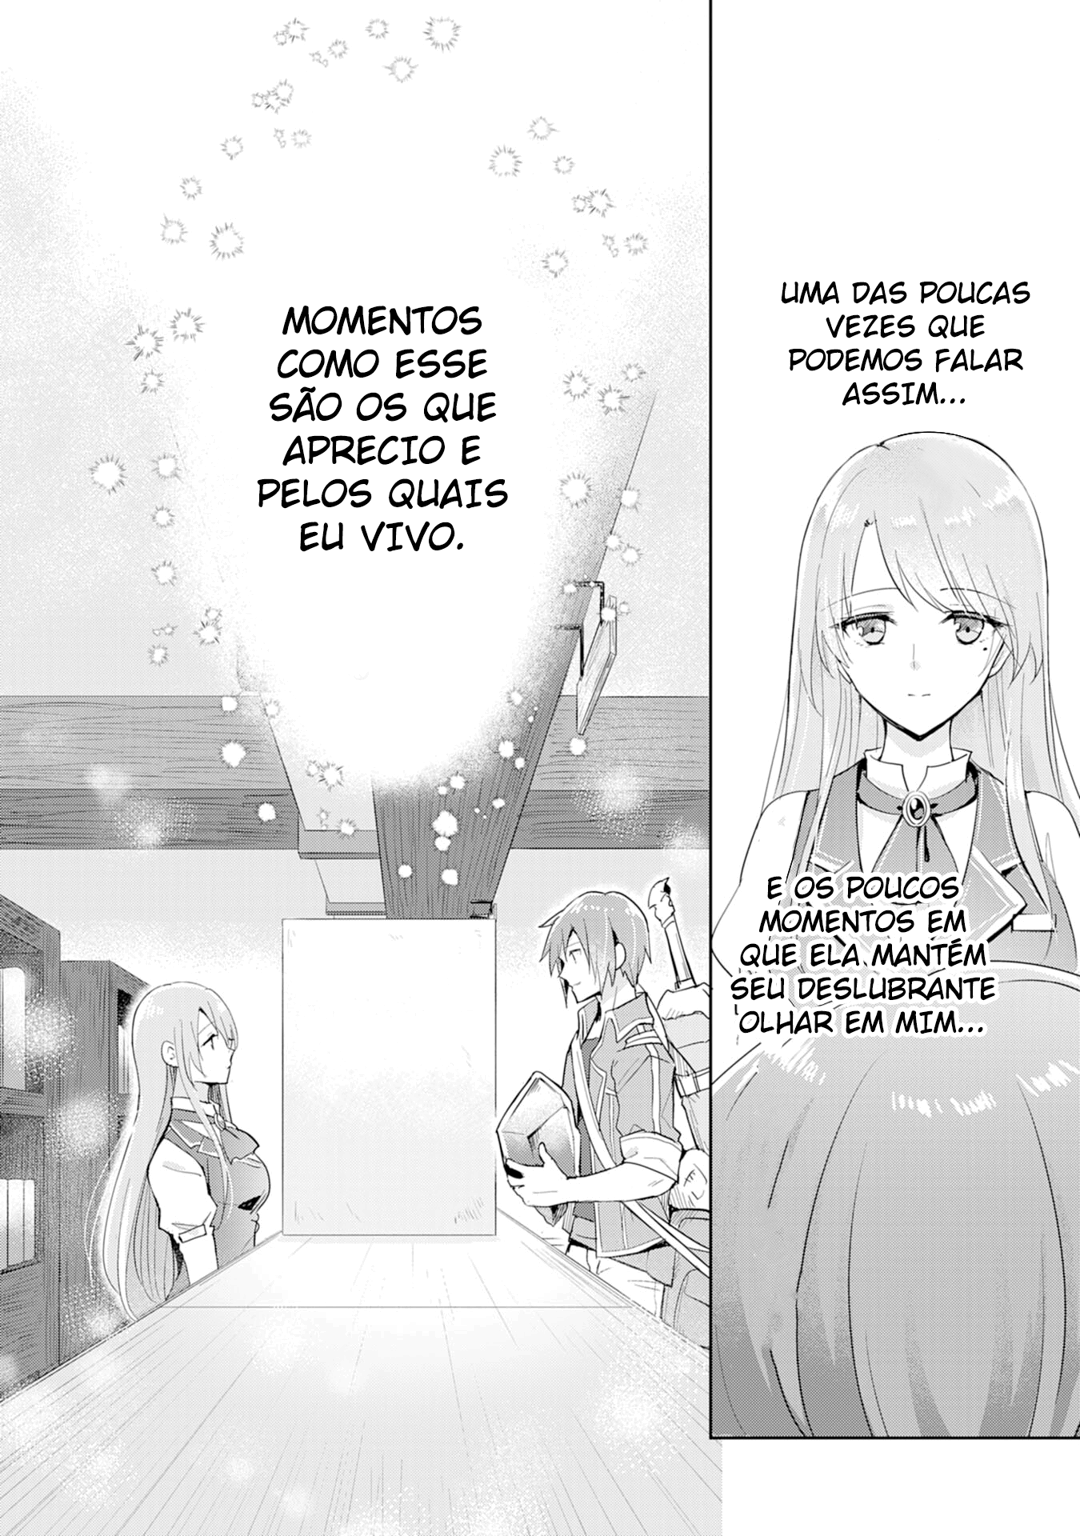 UMA DAS POUCAS
VEZES QUE
PODEMOS FALAR
ASSIM...
E OS POUCOS
MOMENTOS EM
QUE ELA MANTÉM
SEU DESLUBRANTE
OLHAR EM MIM...
MOMENTOS
COMO ESSE
SÃO OS QUE
APRECIO E
PELOS QUAIS
EU VIVO.